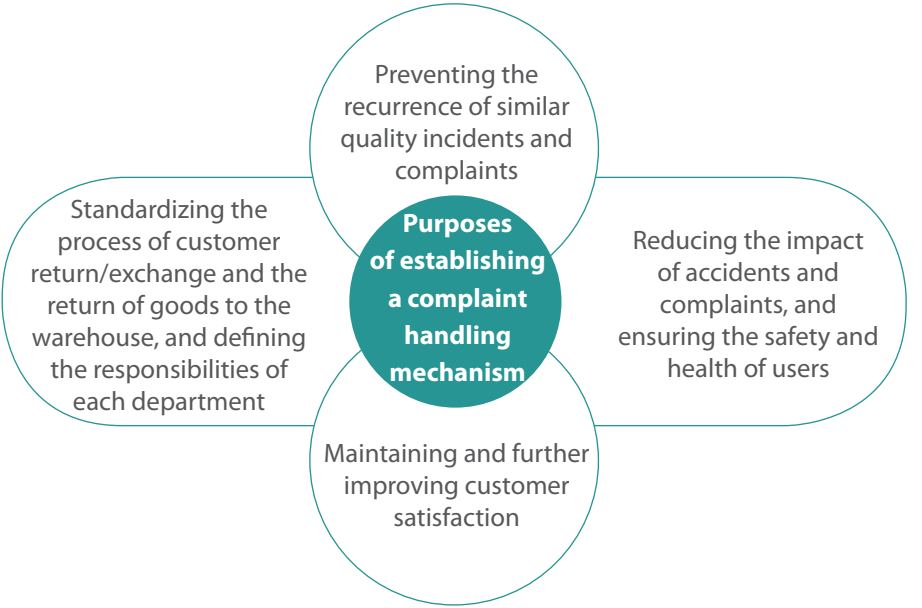 Preventing the
recurrence of similar
quality incidents and
complaints
Standardizing the
process of customer
return/exchange and the
return of goods to the
warehouse, and defining
the responsibilities of
each department
Purposes
of establishing
a complaint
handling
mechanism
Reducing the impact
of accidents and
complaints, and
ensuring the safety and
health of users
Maintaining and further
improving customer
satisfaction